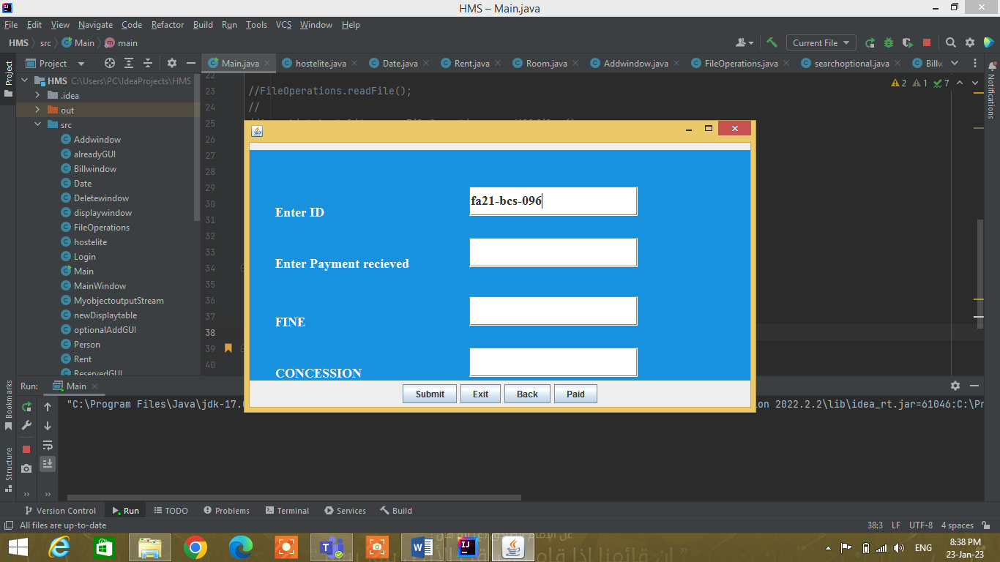 HMS – Main.java
File Edit View Navigate Code Refactor Build Run Tools VCS Window Help
HMS src Main main Current File
Project Main.java hostelite.java Date.java Rent.java Room.java Addwindow.java FileOperations.java searchoptional.java Billw
HMS C:\Users\PC\IdeaProjects\HMS
.idea
out
src
Addwindow
alreadyGUI
Billwindow
Date
Deletewindow
displaywindow
FileOperations
hostelite
Login
Main
MainWindow
MyobjectoutputStream
newDisplaytable
optionalAddGUI
Person
Rent
ReservedGUI
Project
Bookmarks
Structure
Notifications
2 1 7
22
23 //FileOperations.readFile();
24 //
25
26
27
28
29
30
31
32
33
34
35
36
37
38
39
40
Enter ID fa21-bcs-096
Enter Payment recieved
FINE
CONCESSION
Submit Exit Back Paid
Run: Main
"C:\Program Files\Java\jdk-17.
on 2022.2.2\lib\idea_rt.jar=61046:C:\Pr
Version Control Run TODO Problems Terminal Services Build
All files are up-to-date 38:3 LF UTF-8 4 spaces
ENG 8:38 PM
23-Jan-23